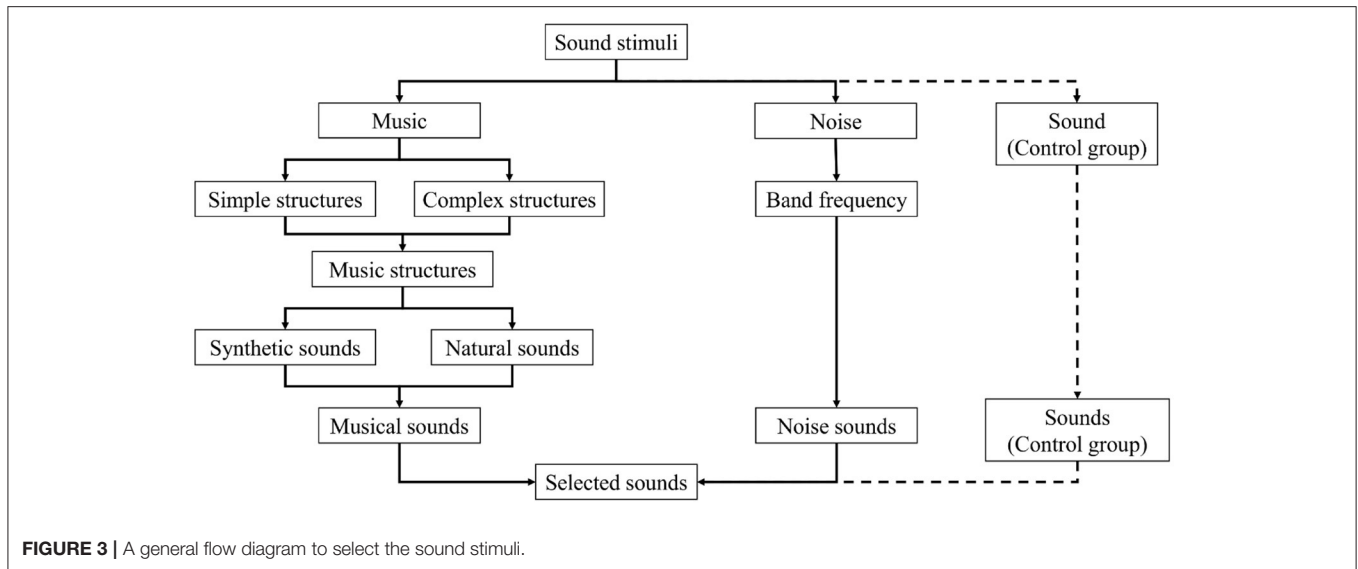 Sound stimuli
Music
Noise
Sound
(Control group)
Simple structures
Complex structures
Band frequency
Music structures
Synthetic sounds
Natural sounds
Musical sounds
Noise sounds
Sounds
(Control group)
Selected sounds
FIGURE 3 | A general flow diagram to select the sound stimuli.